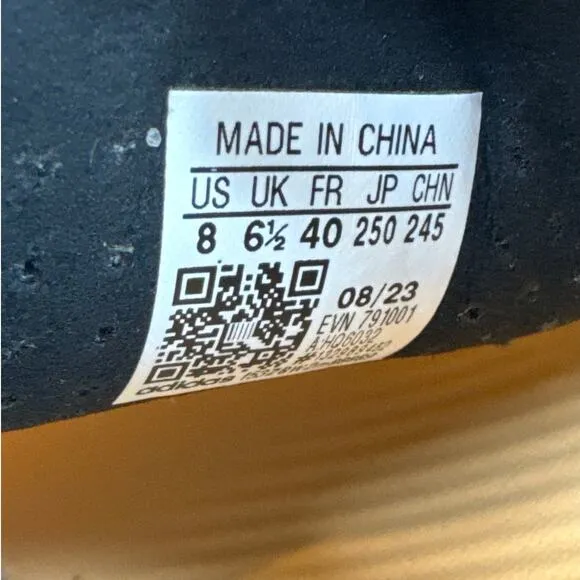 MADE IN CHINA
US UK FR JP CHN
8 6½ 40 250 245
08/23
EVN 791001
A'HQ6032
adidas